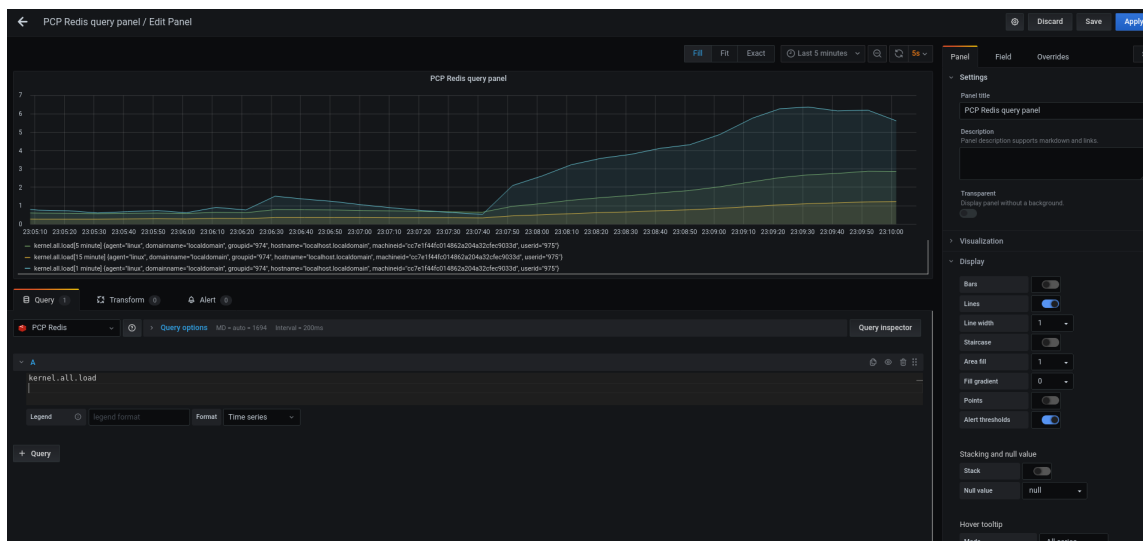 PCP Redis query panel / Edit Panel
Discard
Save
Apply
Fill
Fit
Exact
Last 5 minutes
5s
PCP Redis query panel
7
6
5
4
3
2
1
0
23:05:10 23:05:20 23:05:30 23:05:40 23:05:50 23:06:00 23:06:10 23:06:20 23:06:30 23:06:40 23:06:50 23:07:00 23:07:10 23:07:20 23:07:30 23:07:40 23:07:50 23:08:00 23:08:10 23:08:20 23:08:30 23:08:40 23:08:50 23:09:00 23:09:10 23:09:20 23:09:30 23:09:40 23:09:50 23:10:00
kernel.all.load[5 minute] {agent="linux", domainname="localdomain", groupid="974", hostname="localhost.localdomain", machineid="cc7e1f44fc014862a204a32cfec9033d", userid="975"}
kernel.all.load[15 minute] {agent="linux", domainname="localdomain", groupid="974", hostname="localhost.localdomain", machineid="cc7e1f44fc014862a204a32cfec9033d", userid="975"}
kernel.all.load[1 minute] {agent="linux", domainname="localdomain", groupid="974", hostname="localhost.localdomain", machineid="cc7e1f44fc014862a204a32cfec9033d", userid="975"}
Query 1
Transform 0
Alert 0
PCP Redis
Query options MD = auto = 1694 Interval = 200ms
Query inspector
A
kernel.all.load
Legend
legend format
Format
Time series
+ Query
Panel
Field
Overrides
Settings
Panel title
PCP Redis query panel
Description
Panel description supports markdown and links.
Transparent
Display panel without a background.
Visualization
Display
Bars
Lines
Line width 1
Staircase
Area fill 1
Fill gradient 0
Points
Alert thresholds
Stacking and null value
Stack
Null value null
Hover tooltip
Mode All series